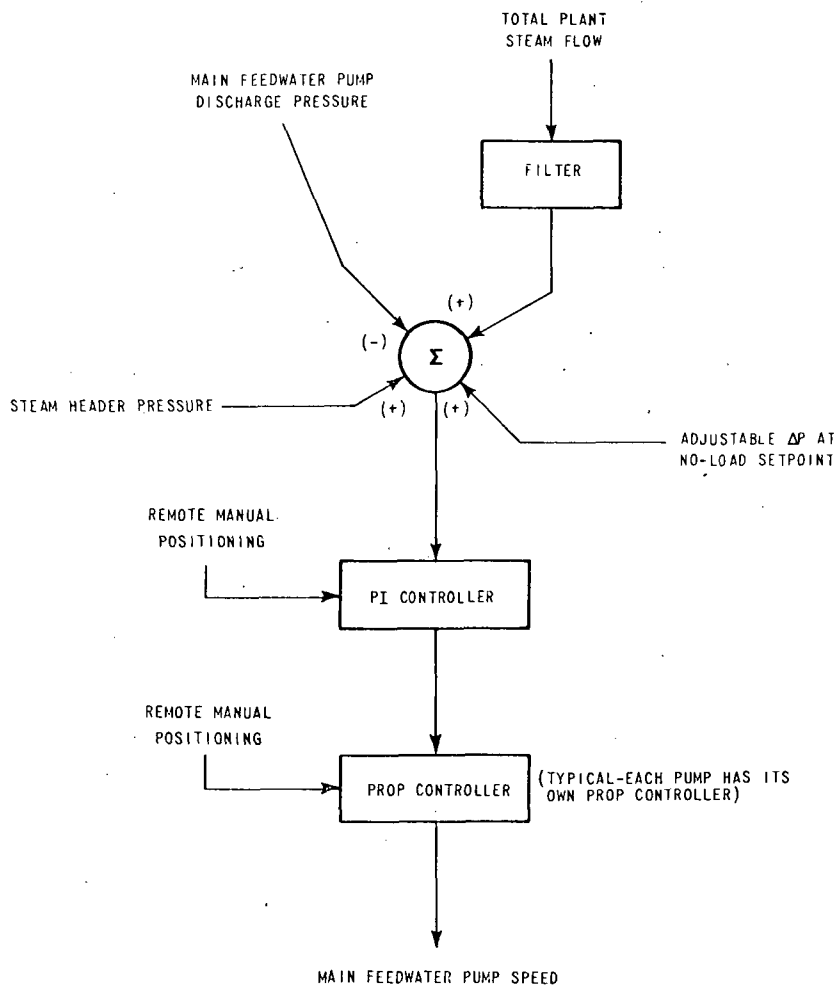 TOTAL PLANT
STEAM FLOW
MAIN FEEDWATER PUMP
DISCHARGE PRESSURE
FILTER
(+)
(-)
Σ
STEAM HEADER PRESSURE
(+)
(+)
ADJUSTABLE ΔP AT
NO-LOAD SETPOINT
REMOTE MANUAL
POSITIONING
PI CONTROLLER
REMOTE MANUAL
POSITIONING
PROP CONTROLLER
(TYPICAL-EACH PUMP HAS ITS
OWN PROP CONTROLLER)
MAIN FEEDWATER PUMP SPEED